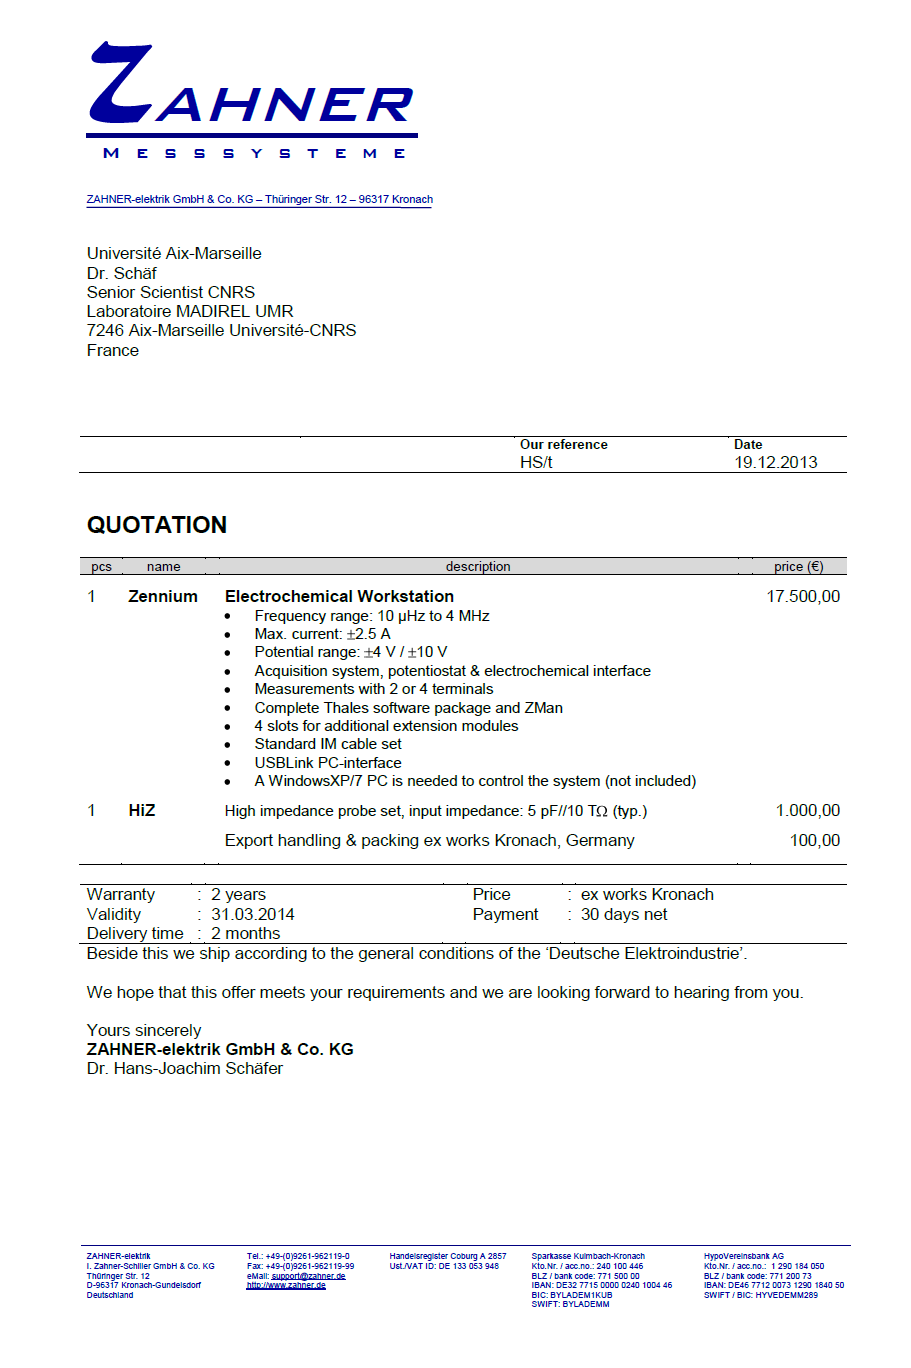 ZAHNER
MESSSYSTEME
ZAHNER-elektrik GmbH & Co. KG – Thüringer Str. 12 – 96317 Kronach
Université Aix-Marseille
Dr. Schäf
Senior Scientist CNRS
Laboratoire MADIREL UMR
7246 Aix-Marseille Université-CNRS
France
Our reference Date
HS/t 19.12.2013
QUOTATION
pcs name description price (€)
1 Zennium Electrochemical Workstation 17.500,00
• Frequency range: 10 µHz to 4 MHz
• Max. current: ±2.5 A
• Potential range: ±4 V / ±10 V
• Acquisition system, potentiostat & electrochemical interface
• Measurements with 2 or 4 terminals
• Complete Thales software package and ZMan
• 4 slots for additional extension modules
• Standard IM cable set
• USBLink PC-interface
• A WindowsXP/7 PC is needed to control the system (not included)
1 HiZ High impedance probe set, input impedance: 5 pF//10 TΩ (typ.) 1.000,00
Export handling & packing ex works Kronach, Germany 100,00
Warranty : 2 years Price : ex works Kronach
Validity : 31.03.2014 Payment : 30 days net
Delivery time : 2 months
Beside this we ship according to the general conditions of the ‘Deutsche Elektroindustrie’.
We hope that this offer meets your requirements and we are looking forward to hearing from you.
Yours sincerely
ZAHNER-elektrik GmbH & Co. KG
Dr. Hans-Joachim Schäfer
ZAHNER-elektrik
I. Zahner-Schiller GmbH & Co. KG
Thüringer Str. 12
D-96317 Kronach-Gundelsdorf
Deutschland
Tel.: +49-(0)9261-962119-0
Fax: +49-(0)9261-962119-99
eMail: support@zahner.de
http://www.zahner.de
Handelsregister Coburg A 2857
Ust./VAT ID: DE 133 053 948
Sparkasse Kulmbach-Kronach
Kto.Nr. / acc.no.: 240 100 446
BLZ / bank code: 771 500 00
IBAN: DE32 7715 0000 0240 1004 46
BIC: BYLADEM1KUB
SWIFT: BYLADEMM
HypoVereinsbank AG
Kto.Nr. / acc.no.: 1 290 184 050
BLZ / bank code: 771 200 73
IBAN: DE46 7712 0073 1290 1840 50
SWIFT / BIC: HYVEDEMM289